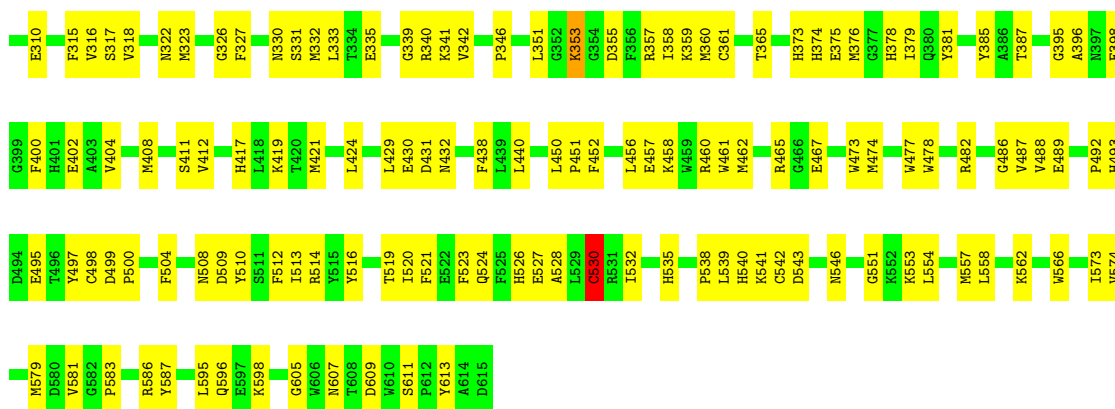 E310 F315 V316 S317 V318 N322 M323 G326 F327 N330 S331 M332 L333 T334 E335 G339 R340 K341 V342 P346 L351 G352 K353 G354 D355 F356 R357 I358 K359 M360 C361 T365 H373 H374 E375 M376 G377 H378 I379 Q380 Y381 Y385 A386 T387 G395 A396 N397
G399 F400 H401 E402 A403 V404 M408 S411 V412 H417 L418 K419 T420 M421 L424 L429 E430 D431 N432 F438 L439 L440 L450 P451 F452 L456 E457 K458 W459 R460 W461 M462 R465 G466 E467 W473 M474 W477 W478 R482 G486 V487 V488 E489 P492 H493
D494 E495 T496 Y497 C498 D499 P500 F504 N508 D509 Y510 S511 F512 I513 R514 Y515 Y516 T519 I520 F521 E522 F523 Q524 F525 H526 E527 A528 L529 C530 R531 I532 H535 P538 L539 H540 K541 C542 D543 N546 G551 K552 K553 L554 M557 L558 K562 W566 I573
M579 D580 V581 G582 P583 R586 Y587 L595 Q596 E597 K598 G605 W606 N607 T608 D609 W610 S611 P612 Y613 A614 D615